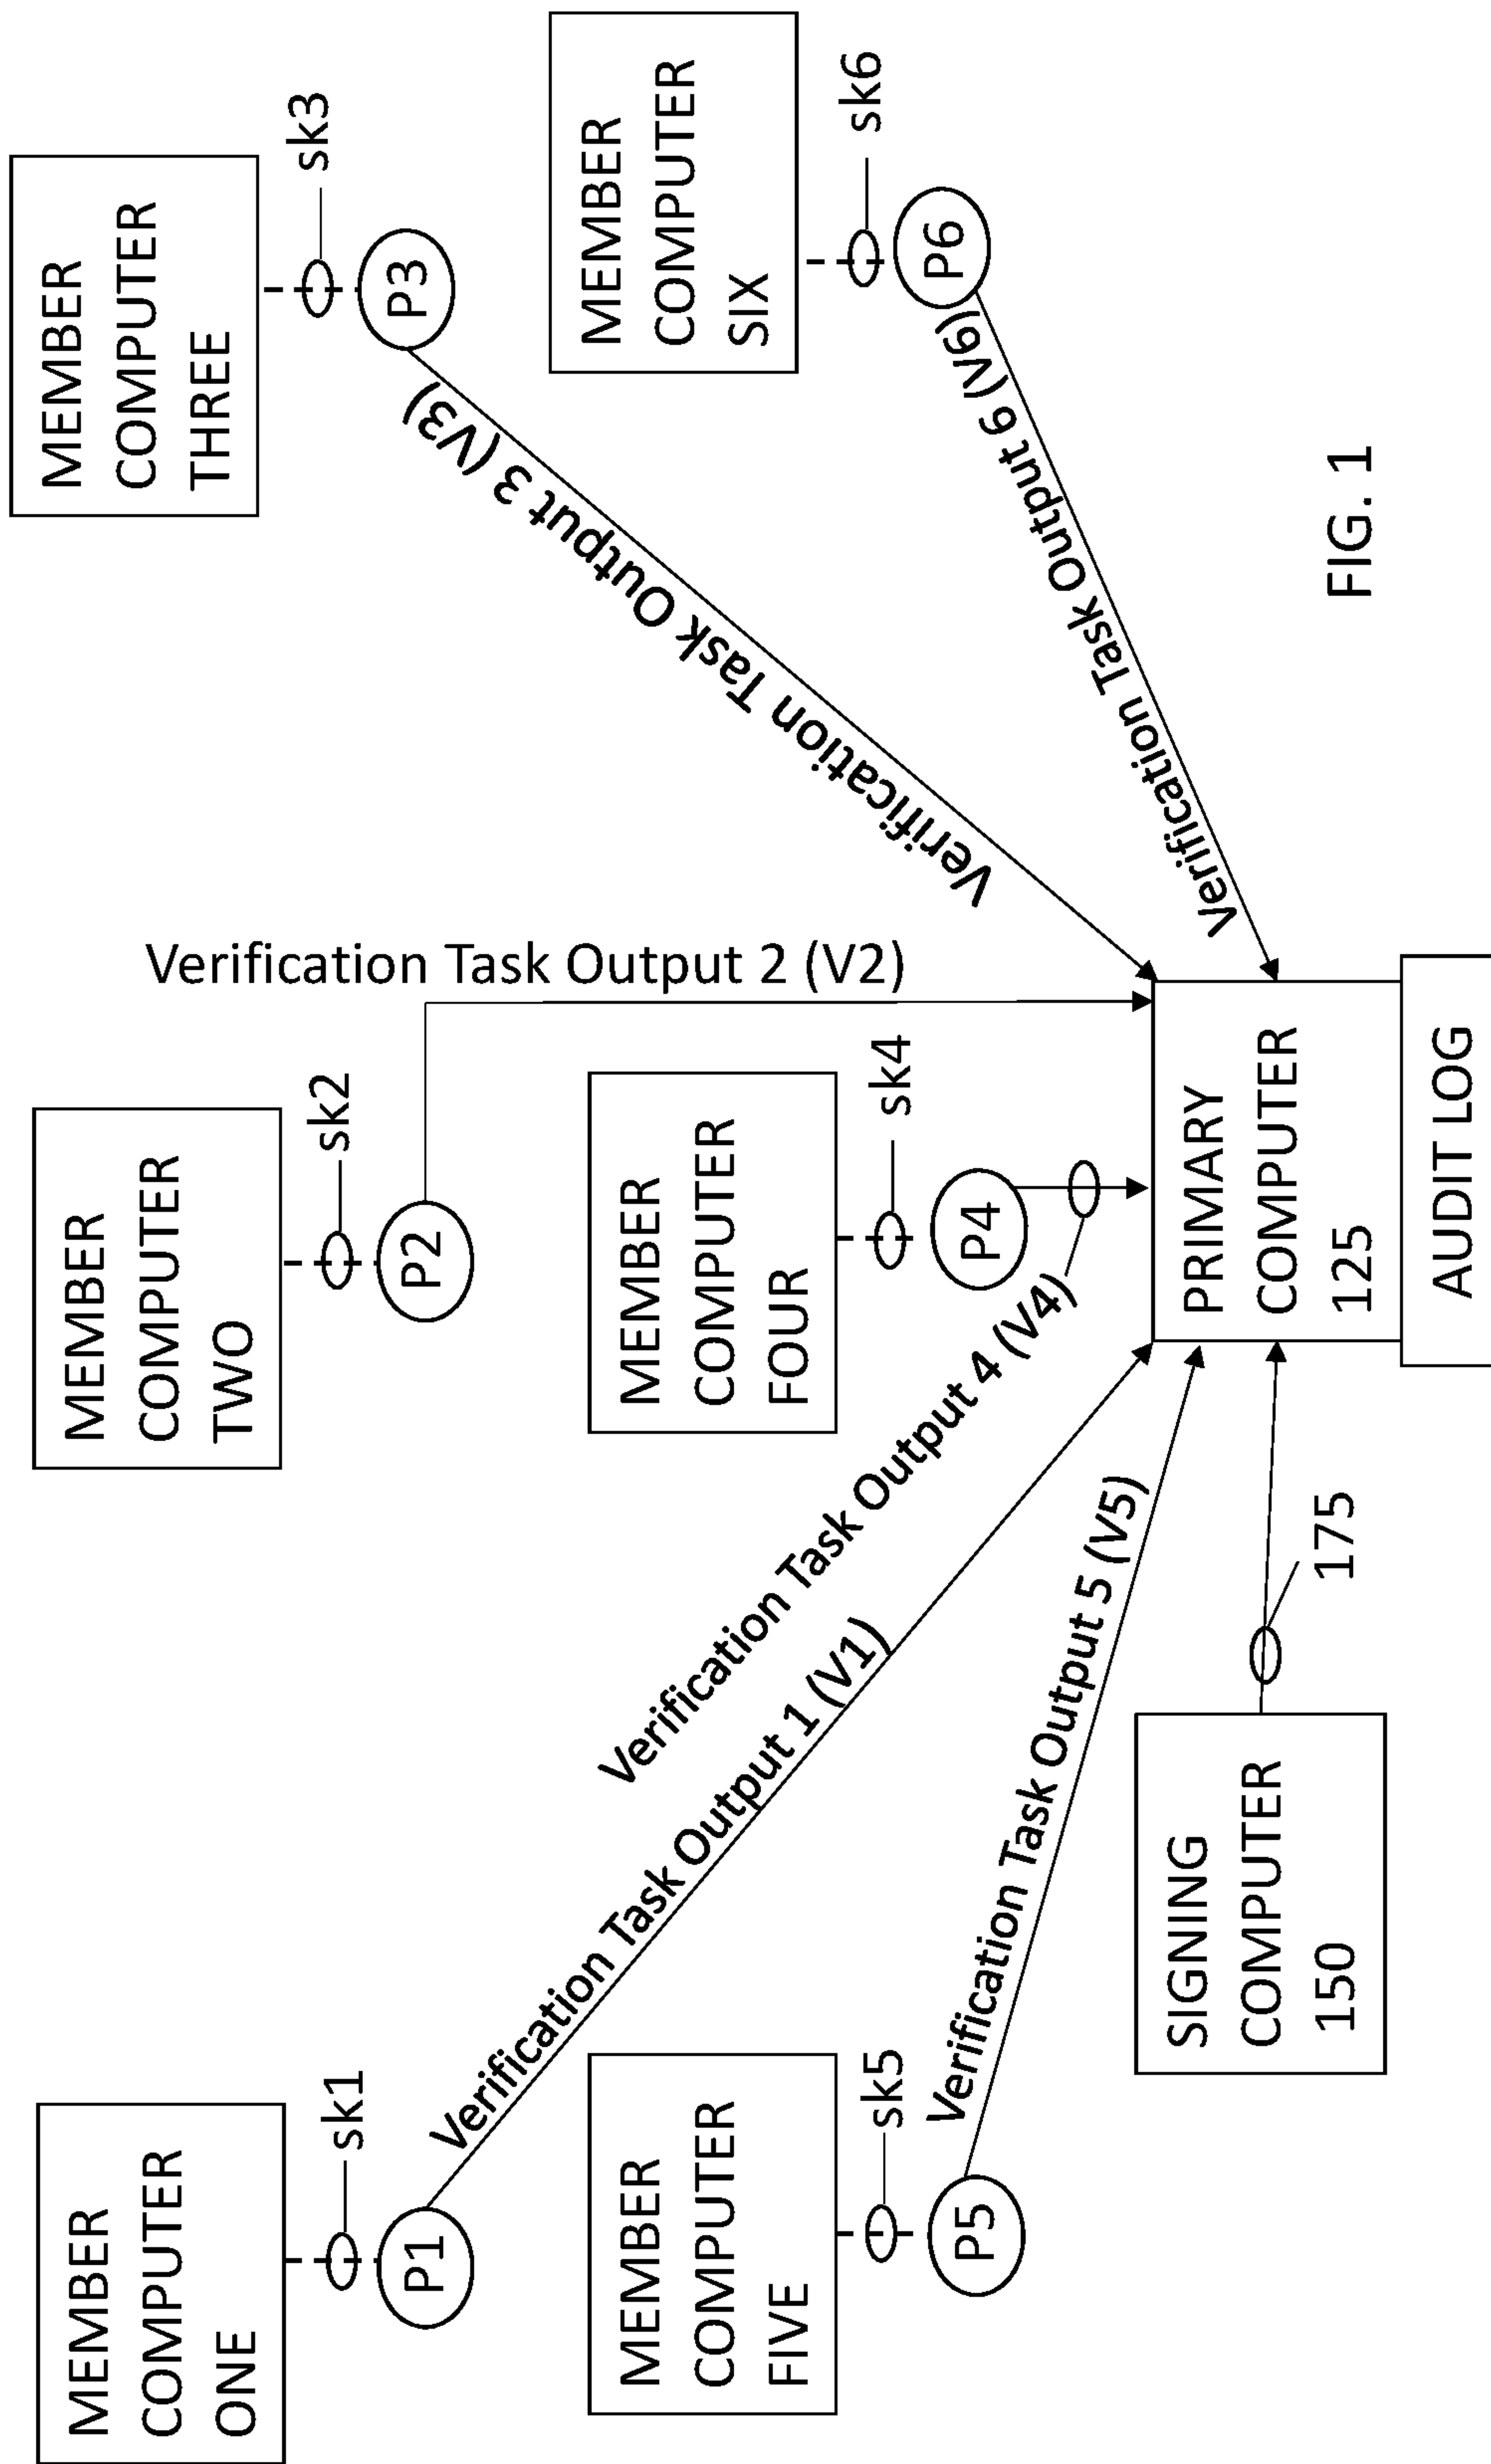 MEMBER
COMPUTER
ONE
sk1
P1
Verification Task Output 1 (V1)
MEMBER
COMPUTER
TWO
sk2
P2
Verification Task Output 2 (V2)
MEMBER
COMPUTER
THREE
sk3
P3
Verification Task Output 3 (V3)
MEMBER
COMPUTER
FIVE
sk5
P5
Verification Task Output 5 (V5)
MEMBER
COMPUTER
FOUR
sk4
P4
Verification Task Output 4 (V4)
MEMBER
COMPUTER
SIX
sk6
P6
Verification Task Output 6 (V6)
SIGNING
COMPUTER
150
175
PRIMARY
COMPUTER
125
AUDIT LOG
FIG. 1